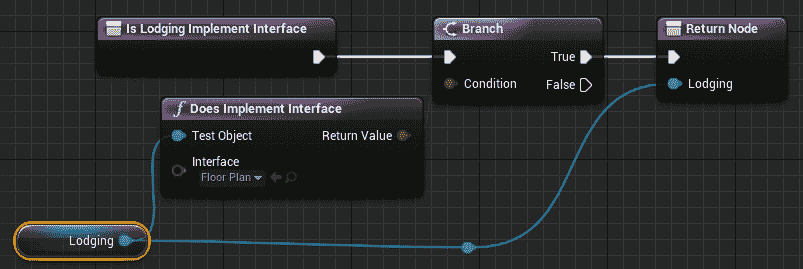 Is Lodging Implement Interface
Branch
True
Condition
False
Return Node
Lodging
f Does Implement Interface
Test Object
Return Value
Interface
Floor Plan
Lodging